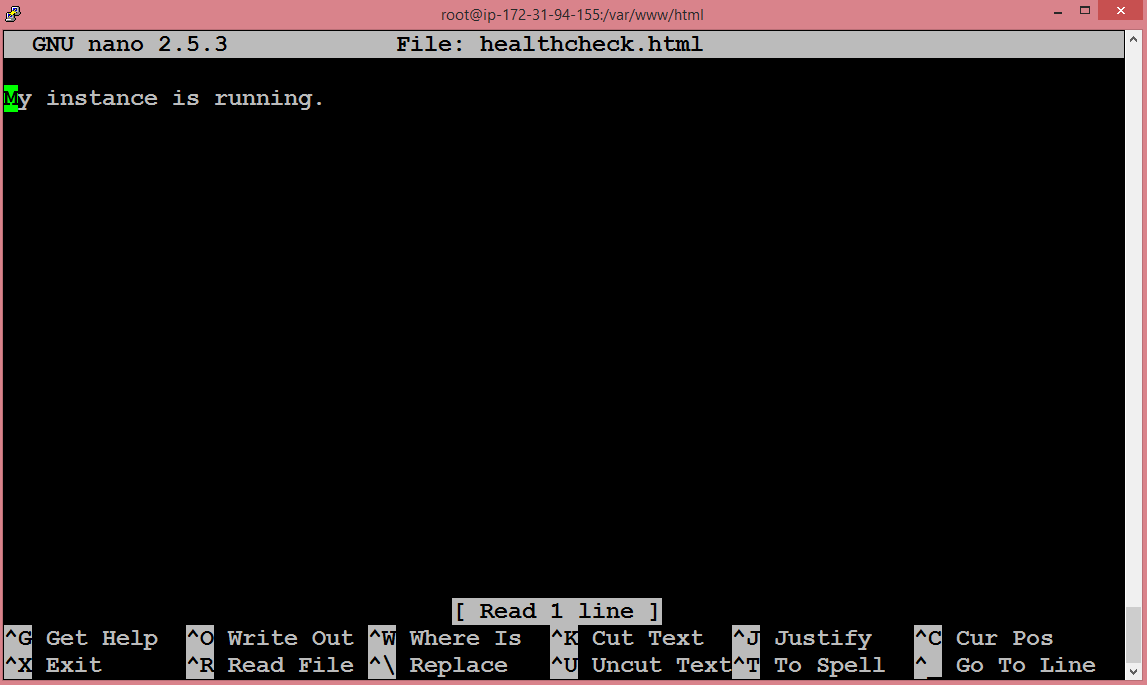 root@ip-172-31-94-155:/var/www/html
GNU nano 2.5.3 File: healthcheck.html
My instance is running.
[ Read 1 line ]
^G Get Help ^O Write Out ^W Where Is ^K Cut Text ^J Justify ^C Cur Pos
^X Exit ^R Read File ^\ Replace ^U Uncut Text ^T To Spell ^_ Go To Line